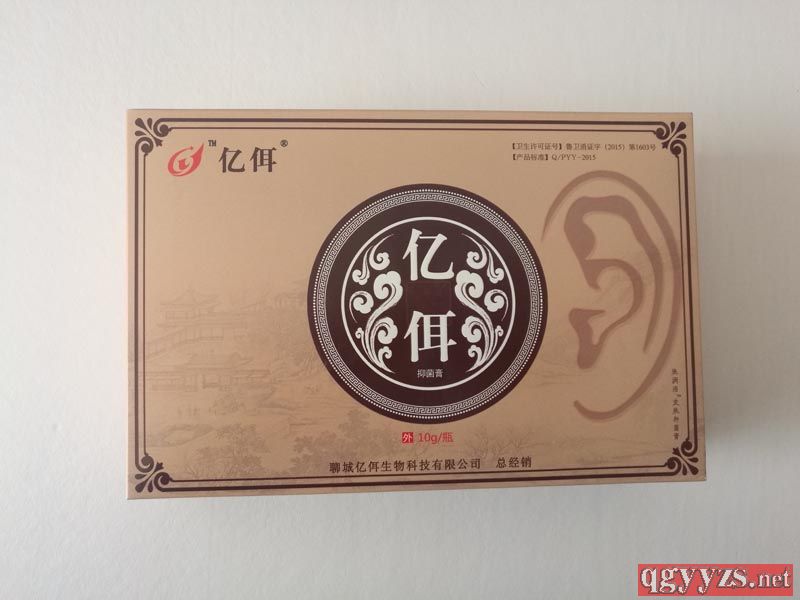 ™ 亿佴®
【卫生许可证号】鲁卫消证字（2015）第1603号
【产品标准】Q/PYY-2015
亿
佴
抑菌膏
外 10g/瓶
聊城亿佴生物科技有限公司 总经销
qgyyzs.net